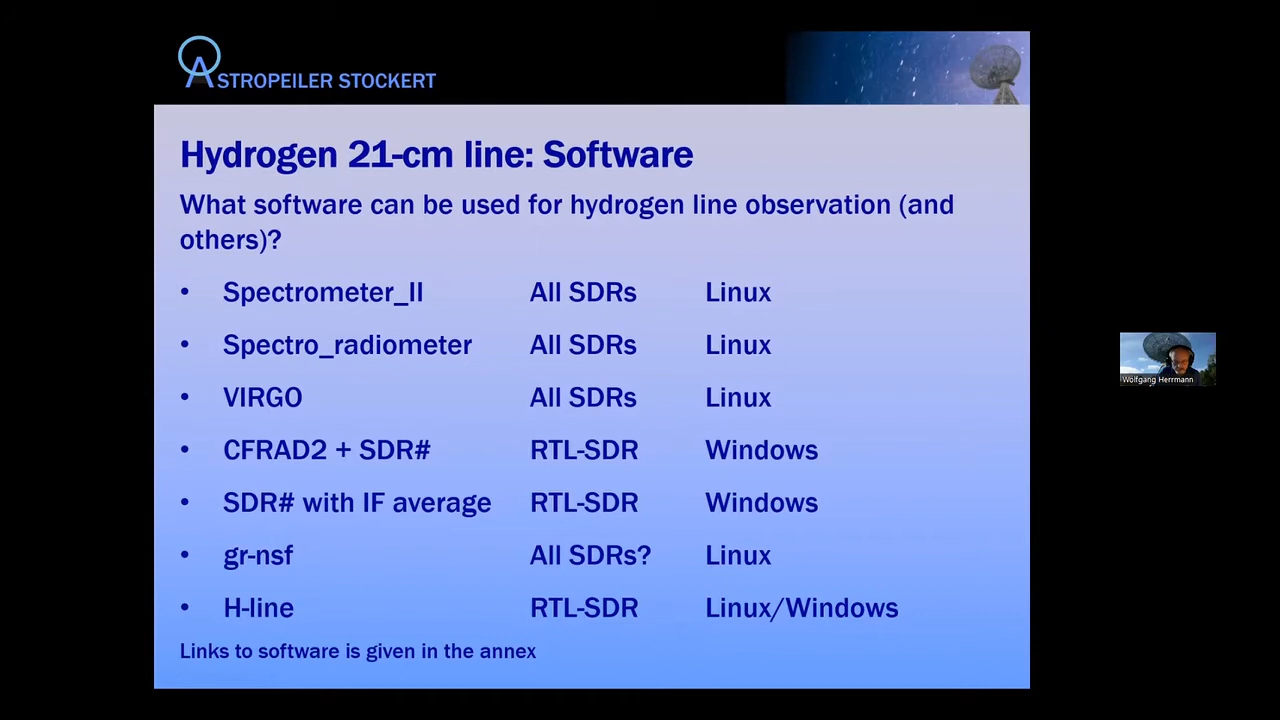 ASTROPEILER STOCKERT
Hydrogen 21-cm line: Software
What software can be used for hydrogen line observation (and
others)?
• Spectrometer_II All SDRs Linux
• Spectro_radiometer All SDRs Linux
• VIRGO All SDRs Linux
• CFRAD2 + SDR# RTL-SDR Windows
• SDR# with IF average RTL-SDR Windows
• gr-nsf All SDRs? Linux
• H-line RTL-SDR Linux/Windows
Links to software is given in the annex
Wolfgang Herrmann